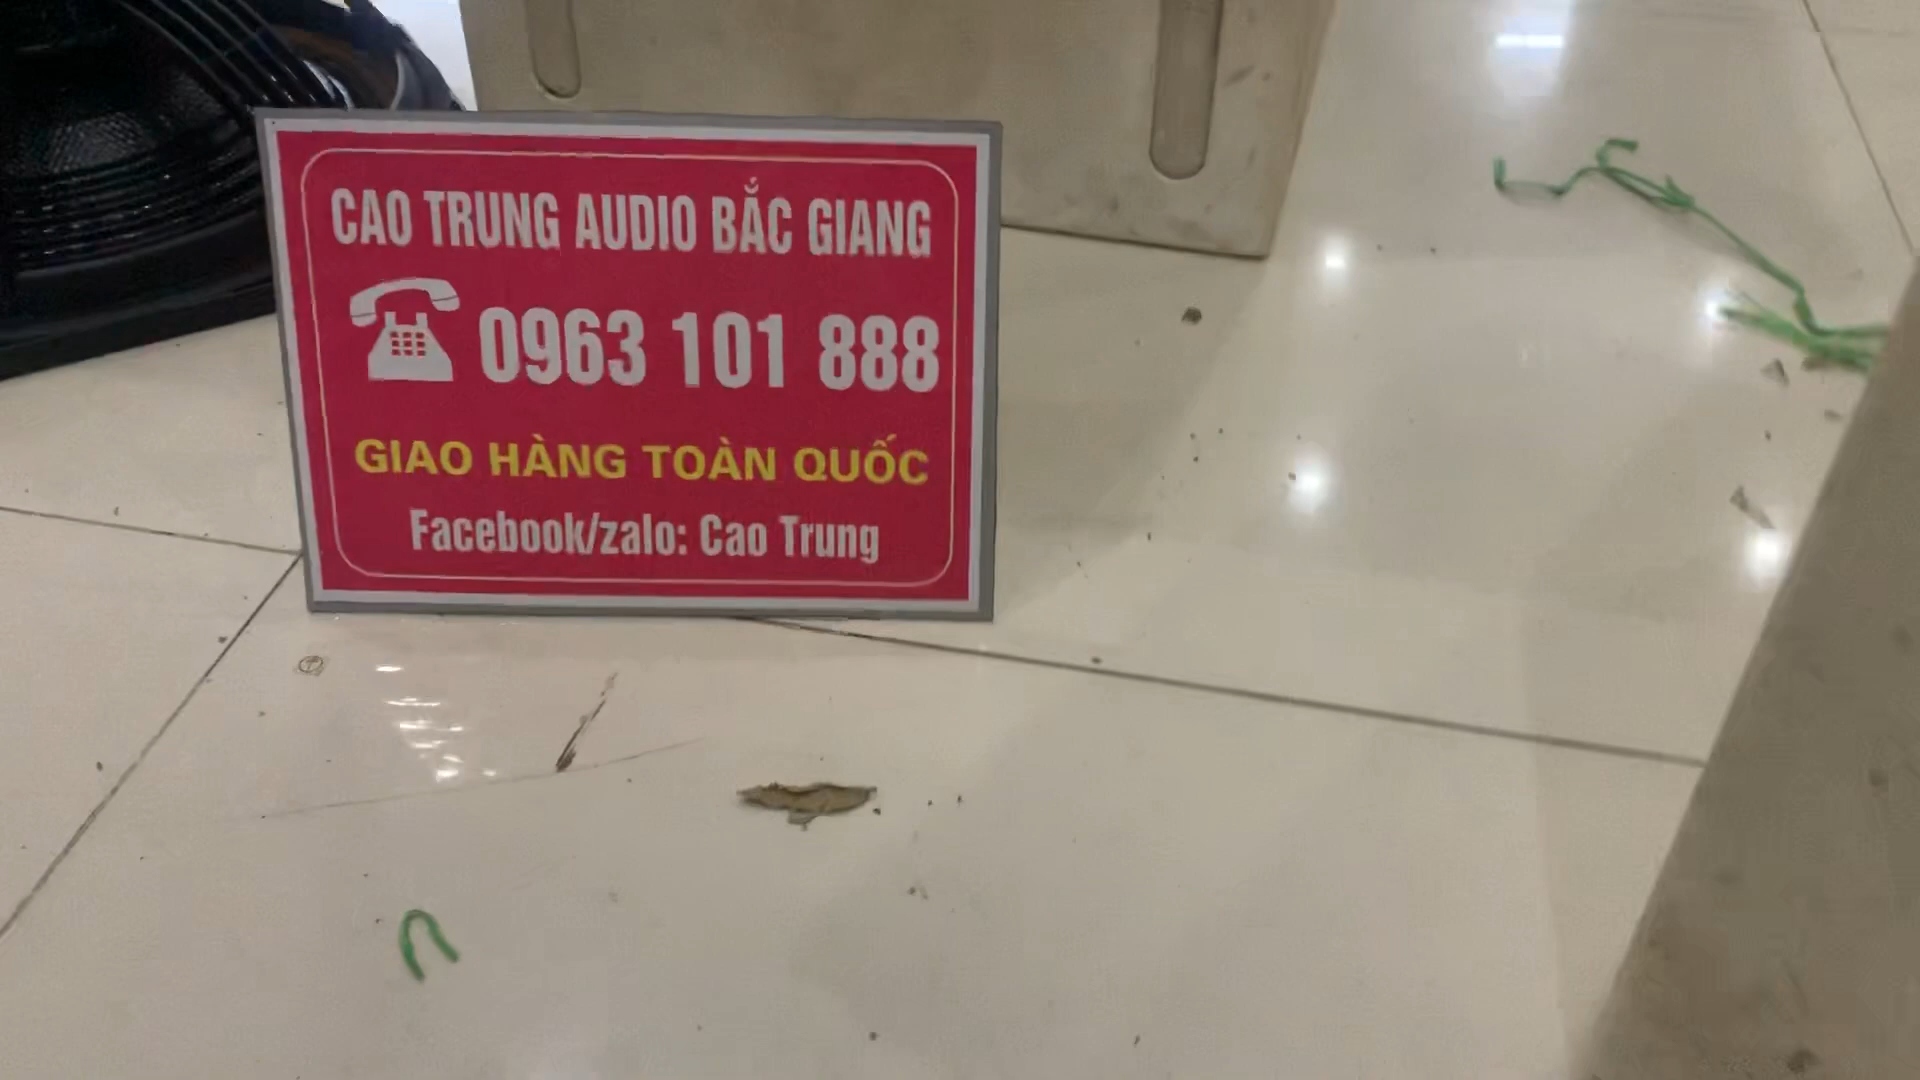 CAO TRUNG AUDIO BẮC GIANG
0963 101 888
GIAO HÀNG TOÀN QUỐC
Facebook/zalo: Cao Trung